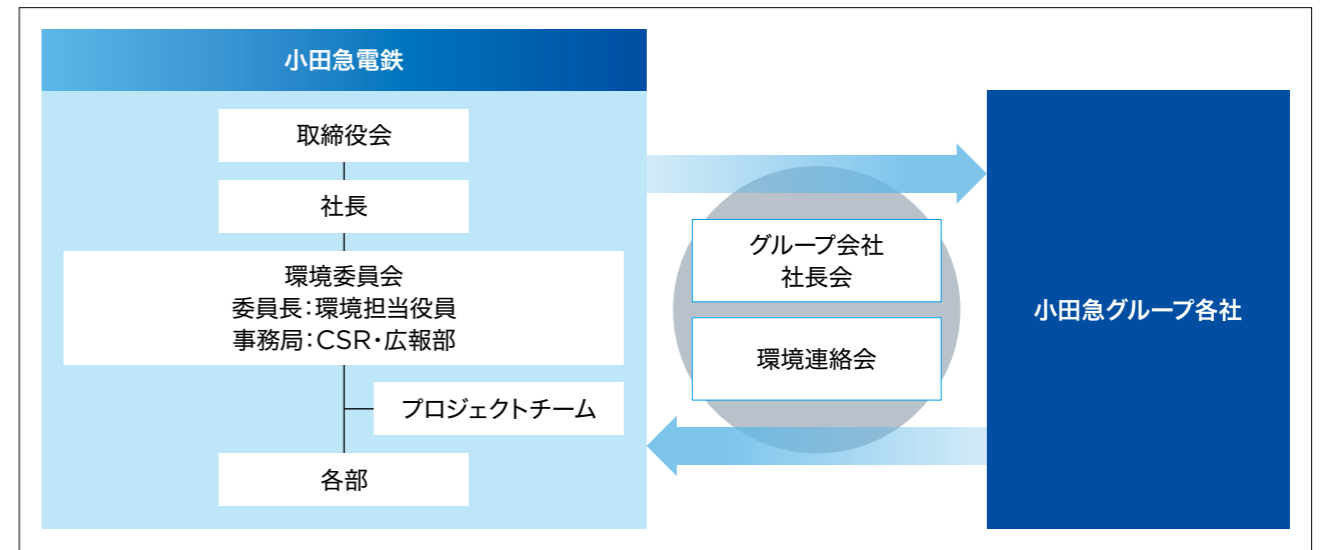 小田急電鉄
取締役会
社長
環境委員会
委員長：環境担当役員
事務局：CSR・広報部
プロジェクトチーム
各部
グループ会社
社長会
環境連絡会
小田急グループ各社